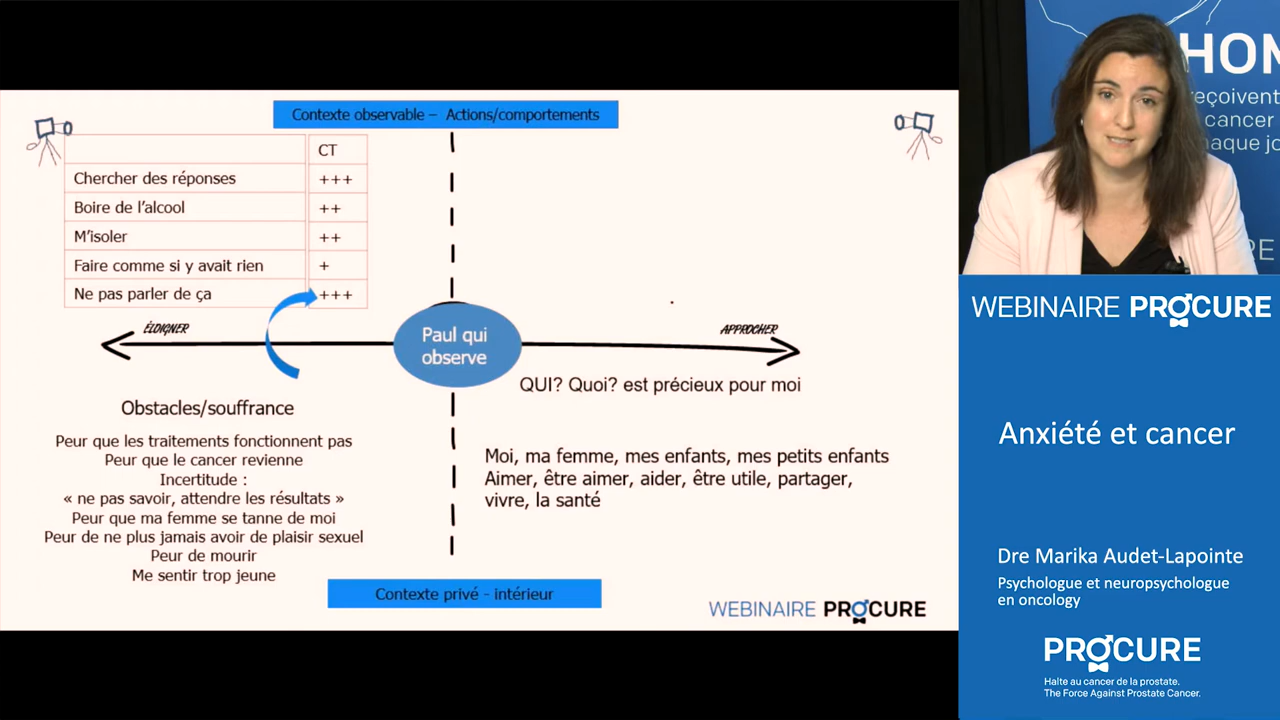 Contexte observable – Actions/comportements
CT
Chercher des réponses +++
Boire de l'alcool ++
M'isoler ++
Faire comme si y avait rien +
Ne pas parler de ça +++
ÉLOIGNER
APPROCHER
Paul qui
observe
QUI? Quoi? est précieux pour moi
Obstacles/souffrance
Peur que les traitements fonctionnent pas
Peur que le cancer revienne
Incertitude :
« ne pas savoir, attendre les résultats »
Peur que ma femme se tanne de moi
Peur de ne plus jamais avoir de plaisir sexuel
Peur de mourir
Me sentir trop jeune
Moi, ma femme, mes enfants, mes petits enfants
Aimer, être aimer, aider, être utile, partager,
vivre, la santé
Contexte privé - intérieur
WEBINAIRE PROCURE
HOM
reçoivent
cancer
haque jo
RE
WEBINAIRE PROCURE
Anxiété et cancer
Dre Marika Audet-Lapointe
Psychologue et neuropsychologue
en oncology
PROCURE
Halte au cancer de la prostate.
The Force Against Prostate Cancer.